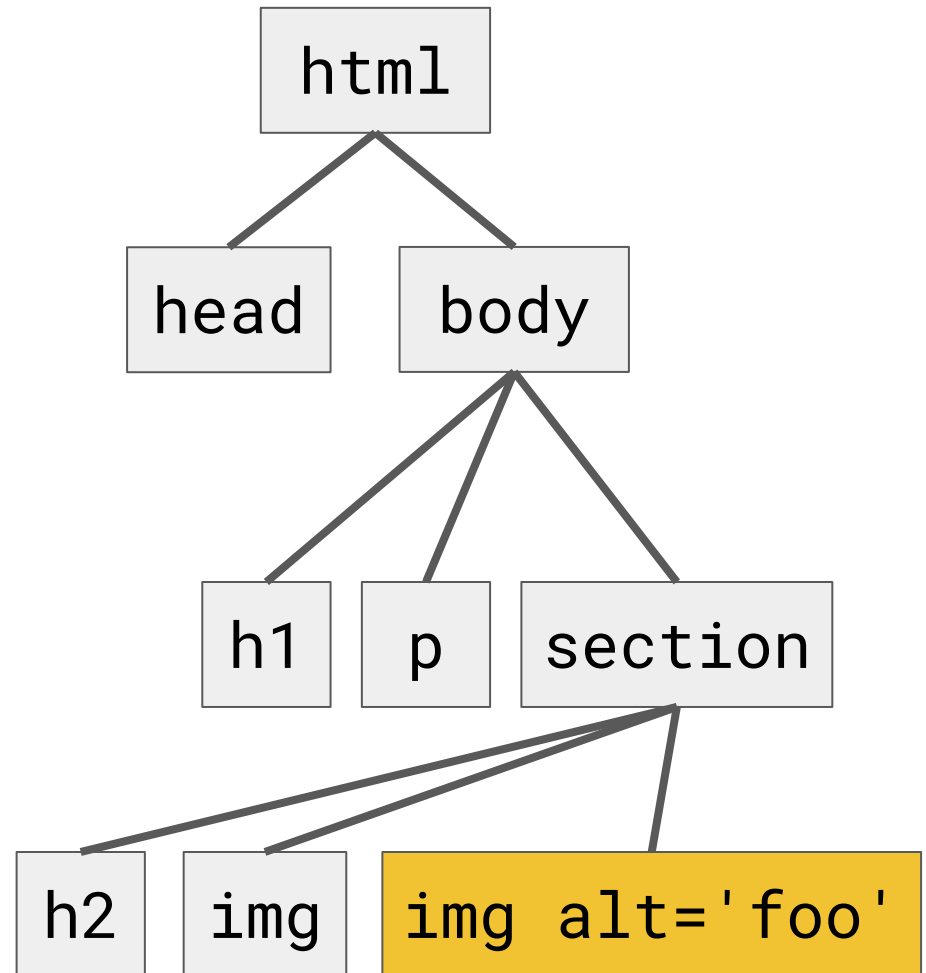 html
head
body
h1
p
section
h2
img
img alt='foo'